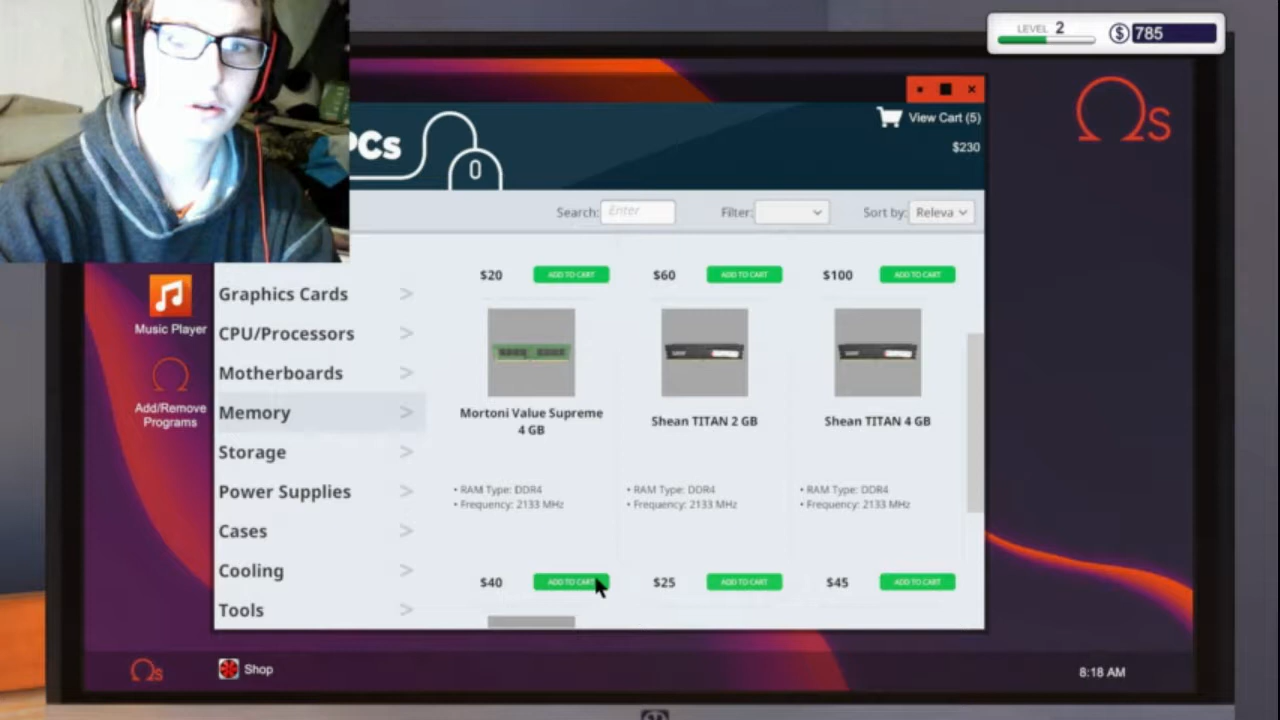 LEVEL 2
$ 785
PCs
View Cart (5)
$230
Ωs
Search: Enter
Filter:
Sort by: Releva
$20 ADD TO CART
$60 ADD TO CART
$100 ADD TO CART
Music Player
Add/Remove
Programs
Graphics Cards >
CPU/Processors >
Motherboards >
Memory >
Storage >
Power Supplies >
Cases >
Cooling >
Tools >
Mortoni Value Supreme
4 GB
• RAM Type: DDR4
• Frequency: 2133 MHz
$40 ADD TO CART
Shean TITAN 2 GB
• RAM Type: DDR4
• Frequency: 2133 MHz
$25 ADD TO CART
Shean TITAN 4 GB
• RAM Type: DDR4
• Frequency: 2133 MHz
$45 ADD TO CART
Ωs
Shop
8:18 AM